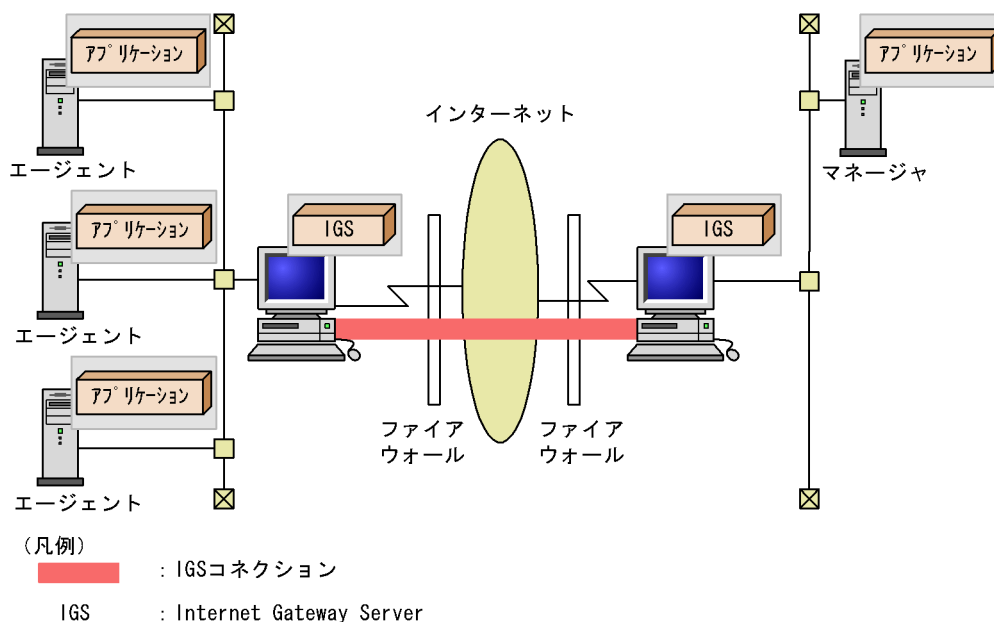 アプリケーション
アプリケーション
インターネット
エージェント
マネージャ
アプリケーション
IGS
IGS
エージェント
アプリケーション
ファイア
ウォール
ファイア
ウォール
エージェント
(凡例)
: IGSコネクション
IGS : Internet Gateway Server